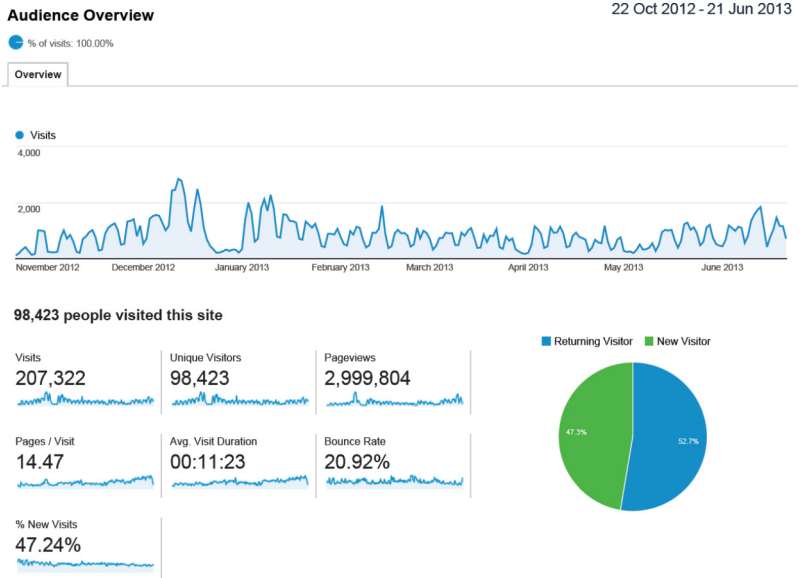 Audience Overview
22 Oct 2012 - 21 Jun 2013
% of visits: 100.00%
Overview
Visits
4,000
2,000
November 2012 December 2012 January 2013 February 2013 March 2013 April 2013 May 2013 June 2013
98,423 people visited this site
Visits
207,322
Unique Visitors
98,423
Pageviews
2,999,804
Pages / Visit
14.47
Avg. Visit Duration
00:11:23
Bounce Rate
20.92%
% New Visits
47.24%
Returning Visitor New Visitor
47.3%
52.7%